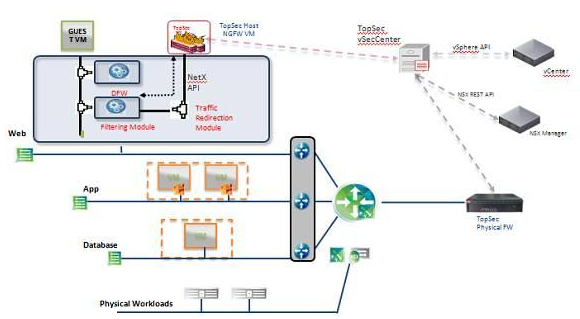 GUES
T VM
TopSec
TopSec Host
NGFW VM
TopSec
vSecCenter
vSphere API
vCenter
DFW
NetX
API
NSX REST API
Filtering Module
Traffic
Redirection
Module
NSX Manager
Web
VM
VM
App
TopSec
Physical FW
VM
Database
Physical Workloads